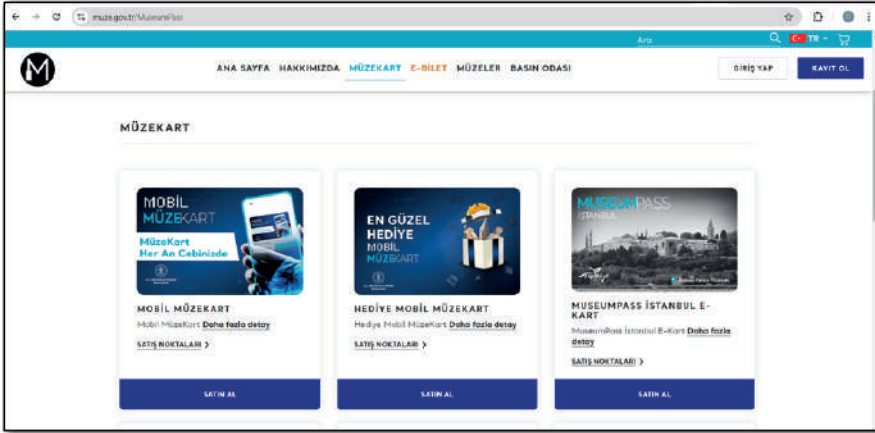 muze.gov.tr/MuseumPass
Ara
TR
M
ANA SAYFA HAKKIMIZDA MÜZEKART E-BİLET MÜZELER BASIN ODASI
GİRİŞ YAP
KAYIT OL
MÜZEKART
MOBİL
MÜZEKART
MüzeKart
Her An Cebinizde
EN GÜZEL
HEDİYE
MOBİL
MÜZEKART
MUSEUMPASS
İSTANBUL
MOBİL MÜZEKART
Mobil MüzeKart Daha fazla detay
SATIŞ NOKTALARI >
SATIN AL
HEDİYE MOBİL MÜZEKART
Hediye Mobil MüzeKart Daha fazla detay
SATIŞ NOKTALARI >
SATIN AL
MUSEUMPASS İSTANBUL E-
KART
MuseumPass İstanbul E-Kart Daha fazla
detay
SATIŞ NOKTALARI >
SATIN AL